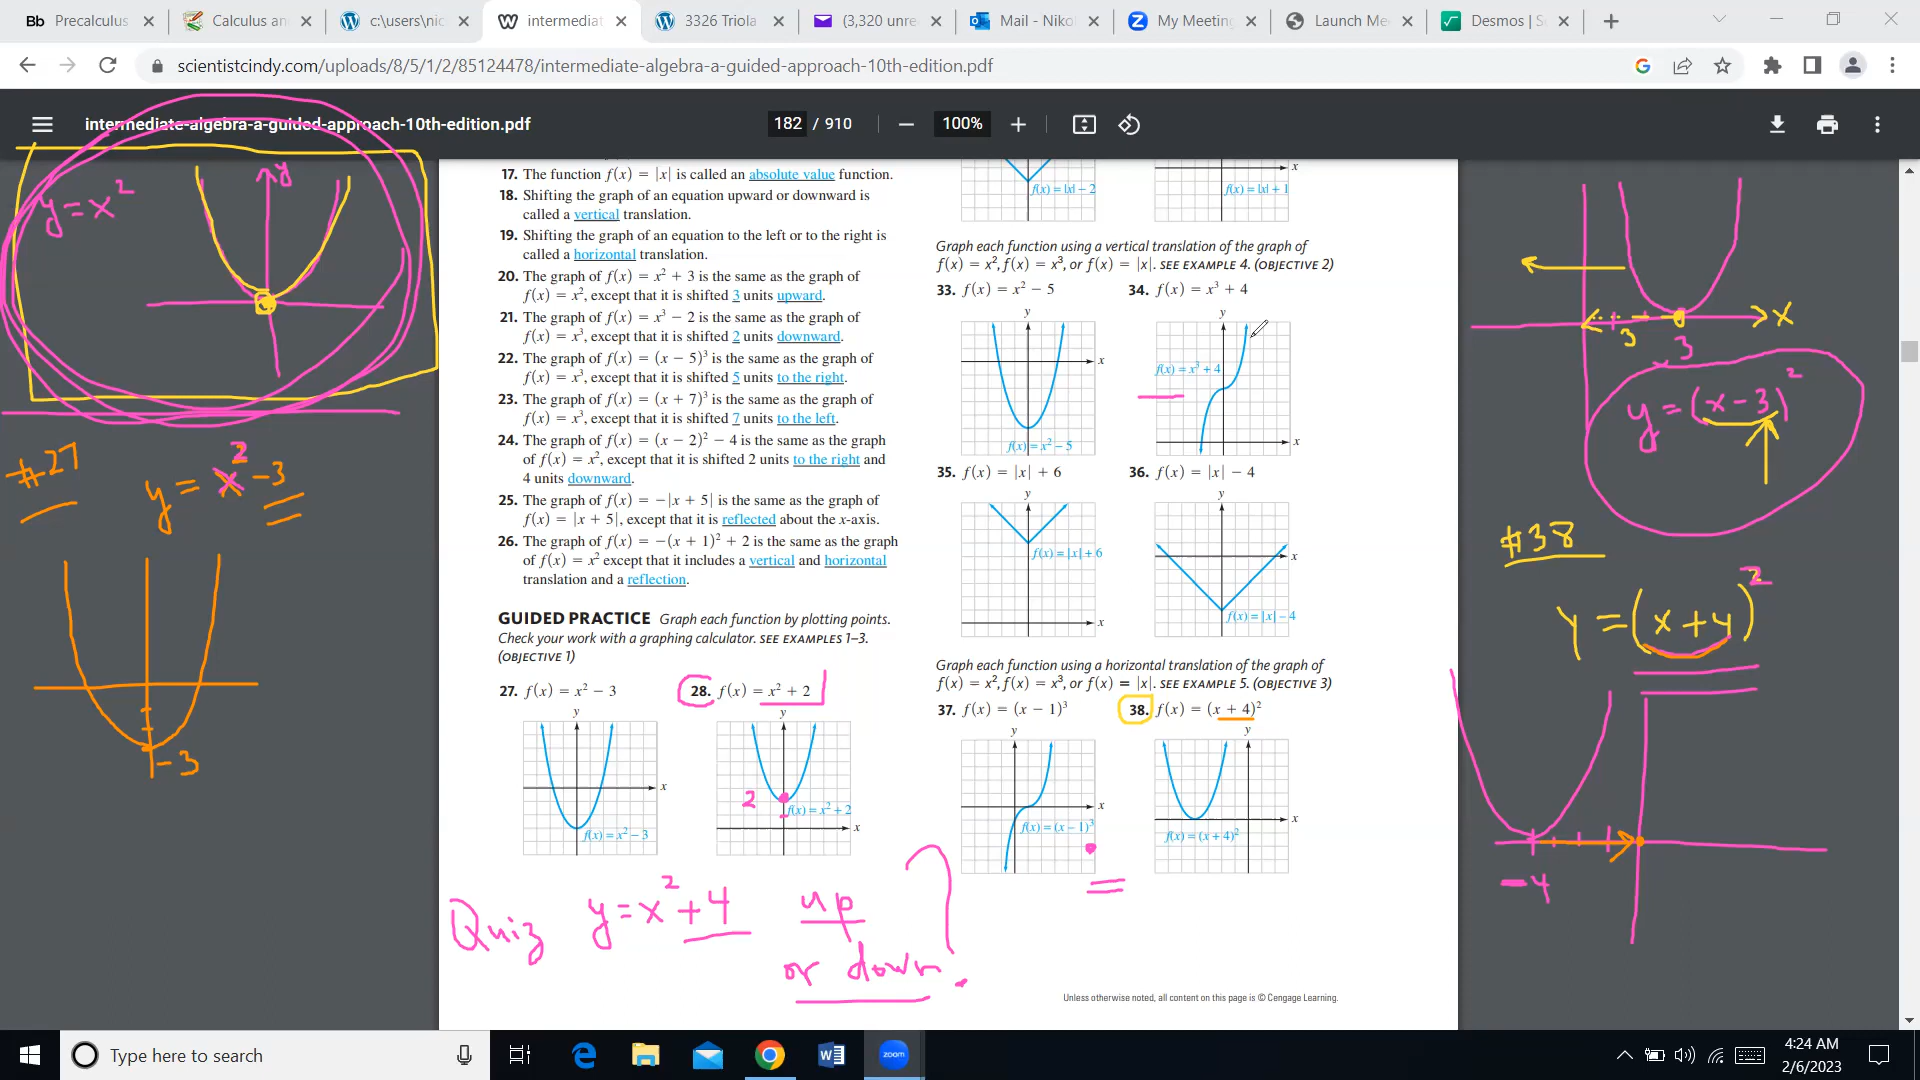 Bb Precalculus
Calculus an
c:\users\nic
intermediat
3326 Triola
(3,320 unre
Mail - Niko
My Meetin
Launch Me
Desmos | S
scientistcindy.com/uploads/8/5/1/2/85124478/intermediate-algebra-a-guided-approach-10th-edition.pdf
intermediate-algebra-a-guided-approach-10th-edition.pdf
182 / 910
100%
y = x²
y
#27
y = x² - 3
-3
17. The function f(x) = |x| is called an absolute value function.
18. Shifting the graph of an equation upward or downward is
called a vertical translation.
19. Shifting the graph of an equation to the left or to the right is
called a horizontal translation.
20. The graph of f(x) = x² + 3 is the same as the graph of
f(x) = x², except that it is shifted 3 units upward.
21. The graph of f(x) = x³ − 2 is the same as the graph of
f(x) = x³, except that it is shifted 2 units downward.
22. The graph of f(x) = (x − 5)³ is the same as the graph of
f(x) = x³, except that it is shifted 5 units to the right.
23. The graph of f(x) = (x + 7)³ is the same as the graph of
f(x) = x³, except that it is shifted 7 units to the left.
24. The graph of f(x) = (x − 2)² − 4 is the same as the graph
of f(x) = x², except that it is shifted 2 units to the right and
4 units downward.
25. The graph of f(x) = −|x + 5| is the same as the graph of
f(x) = |x + 5|, except that it is reflected about the x-axis.
26. The graph of f(x) = −(x + 1)² + 2 is the same as the graph
of f(x) = x² except that it includes a vertical and horizontal
translation and a reflection.
GUIDED PRACTICE Graph each function by plotting points.
Check your work with a graphing calculator. SEE EXAMPLES 1–3.
(OBJECTIVE 1)
27. f(x) = x² − 3
28. f(x) = x² + 2
y
x
f(x) = x² − 3
y
2
f(x) = x² + 2
x
Quiz y = x² + 4 up
or down ?
f(x) = |x| − 2
x
f(x) = |x| + 1
Graph each function using a vertical translation of the graph of
f(x) = x², f(x) = x³, or f(x) = |x|. SEE EXAMPLE 4. (OBJECTIVE 2)
33. f(x) = x² − 5
34. f(x) = x³ + 4
y
x
f(x) = x² − 5
y
f(x) = x³ + 4
x
35. f(x) = |x| + 6
36. f(x) = |x| − 4
y
f(x) = |x| + 6
x
y
x
f(x) = |x| − 4
Graph each function using a horizontal translation of the graph of
f(x) = x², f(x) = x³, or f(x) = |x|. SEE EXAMPLE 5. (OBJECTIVE 3)
37. f(x) = (x − 1)³
38. f(x) = (x + 4)²
y
x
f(x) = (x − 1)³
y
x
f(x) = (x + 4)²
Unless otherwise noted, all content on this page is © Cengage Learning.
x
3
3
y = (x - 3)²
#38
y = (x + 4)²
-4
Type here to search
zoom
4:24 AM
2/6/2023